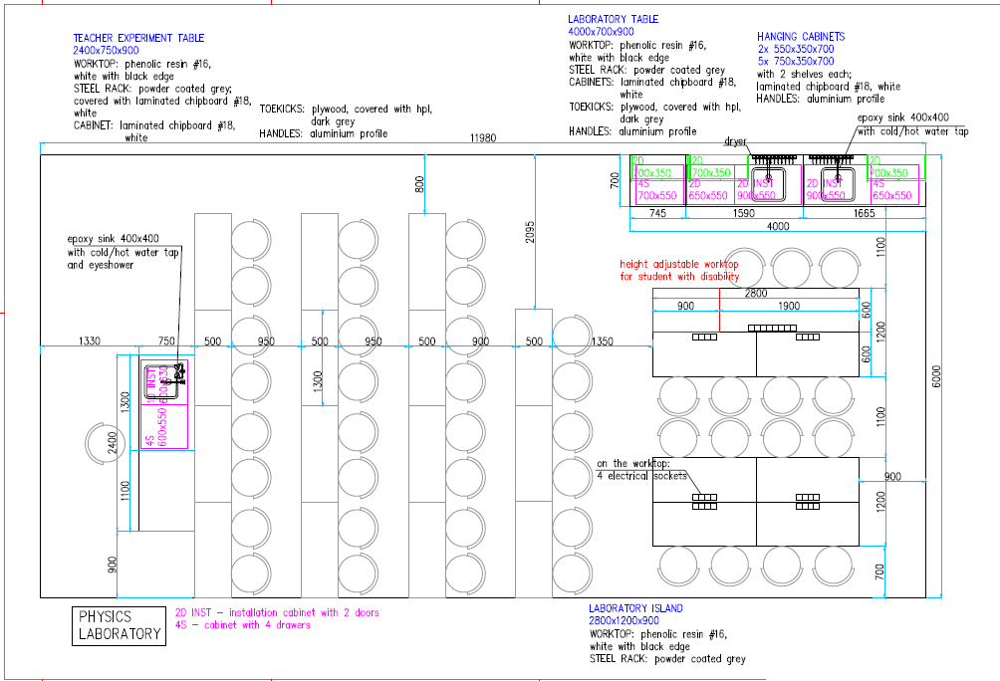 TEACHER EXPERIMENT TABLE
2400x750x900
WORKTOP: phenolic resin #16,
white with black edge
STEEL RACK: powder coated grey;
covered with laminated chipboard #18,
white
CABINET: laminated chipboard #18,
white
TOEKICKS: plywood, covered with hpl,
dark grey
HANDLES: aluminium profile
LABORATORY TABLE
4000x700x900
WORKTOP: phenolic resin #16,
white with black edge
STEEL RACK: powder coated grey
CABINETS: laminated chipboard #18,
white
TOEKICKS: plywood, covered with hpl,
dark grey
HANDLES: aluminium profile
HANGING CABINETS
2x 550x350x700
5x 750x350x700
with 2 shelves each;
laminated chipboard #18, white
HANDLES: aluminium profile
epoxy sink 400x400
with cold/hot water tap
dryer
11980
800
2095
700
2D
700x350
2D
700x350
2D
700x350
4S
700x550
2D
650x550
2D INST
900x550
2D INST
900x550
4S
650x550
745
1590
1665
4000
1100
epoxy sink 400x400
with cold/hot water tap
and eyeshower
height adjustable worktop
for student with disability
2800
900
1900
600
1200
600
6000
1330
750
500
950
500
950
500
900
500
1350
1300
1300
2400
1100
900
600x550
4S
600x550
1100
on the worktop:
4 electrical sockets
900
1200
700
PHYSICS
LABORATORY
2D INST – installation cabinet with 2 doors
4S – cabinet with 4 drawers
LABORATORY ISLAND
2800x1200x900
WORKTOP: phenolic resin #16,
white with black edge
STEEL RACK: powder coated grey